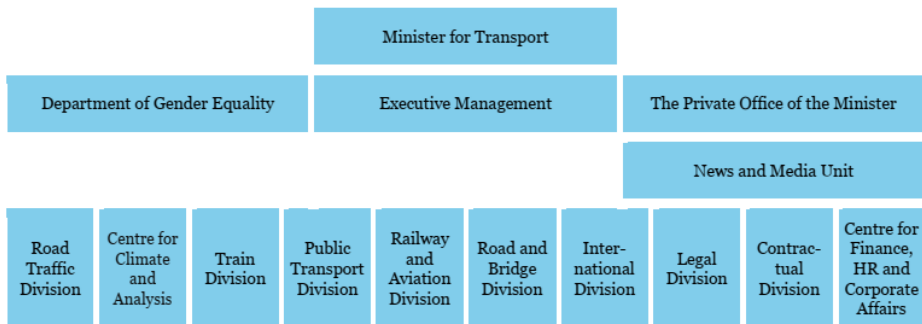 Minister for Transport
Department of Gender Equality
Executive Management
The Private Office of the Minister
News and Media Unit
Road
Traffic
Division
Centre for
Climate
and
Analysis
Train
Division
Public
Transport
Division
Railway
and
Aviation
Division
Road and
Bridge
Division
Inter-
national
Division
Legal
Division
Contrac-
tual
Division
Centre for
Finance,
HR and
Corporate
Affairs